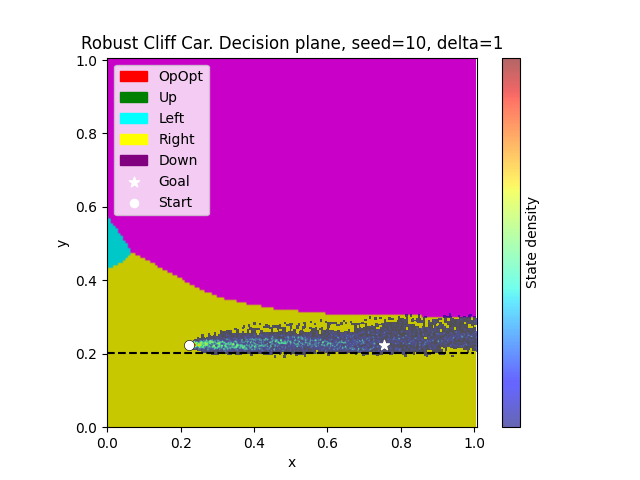 Robust Cliff Car. Decision plane, seed=10, delta=1
1.0
0.8
0.6
0.4
0.2
0.0
y
OpOpt
Up
Left
Right
Down
Goal
Start
0.0 0.2 0.4 0.6 0.8 1.0
x
State density